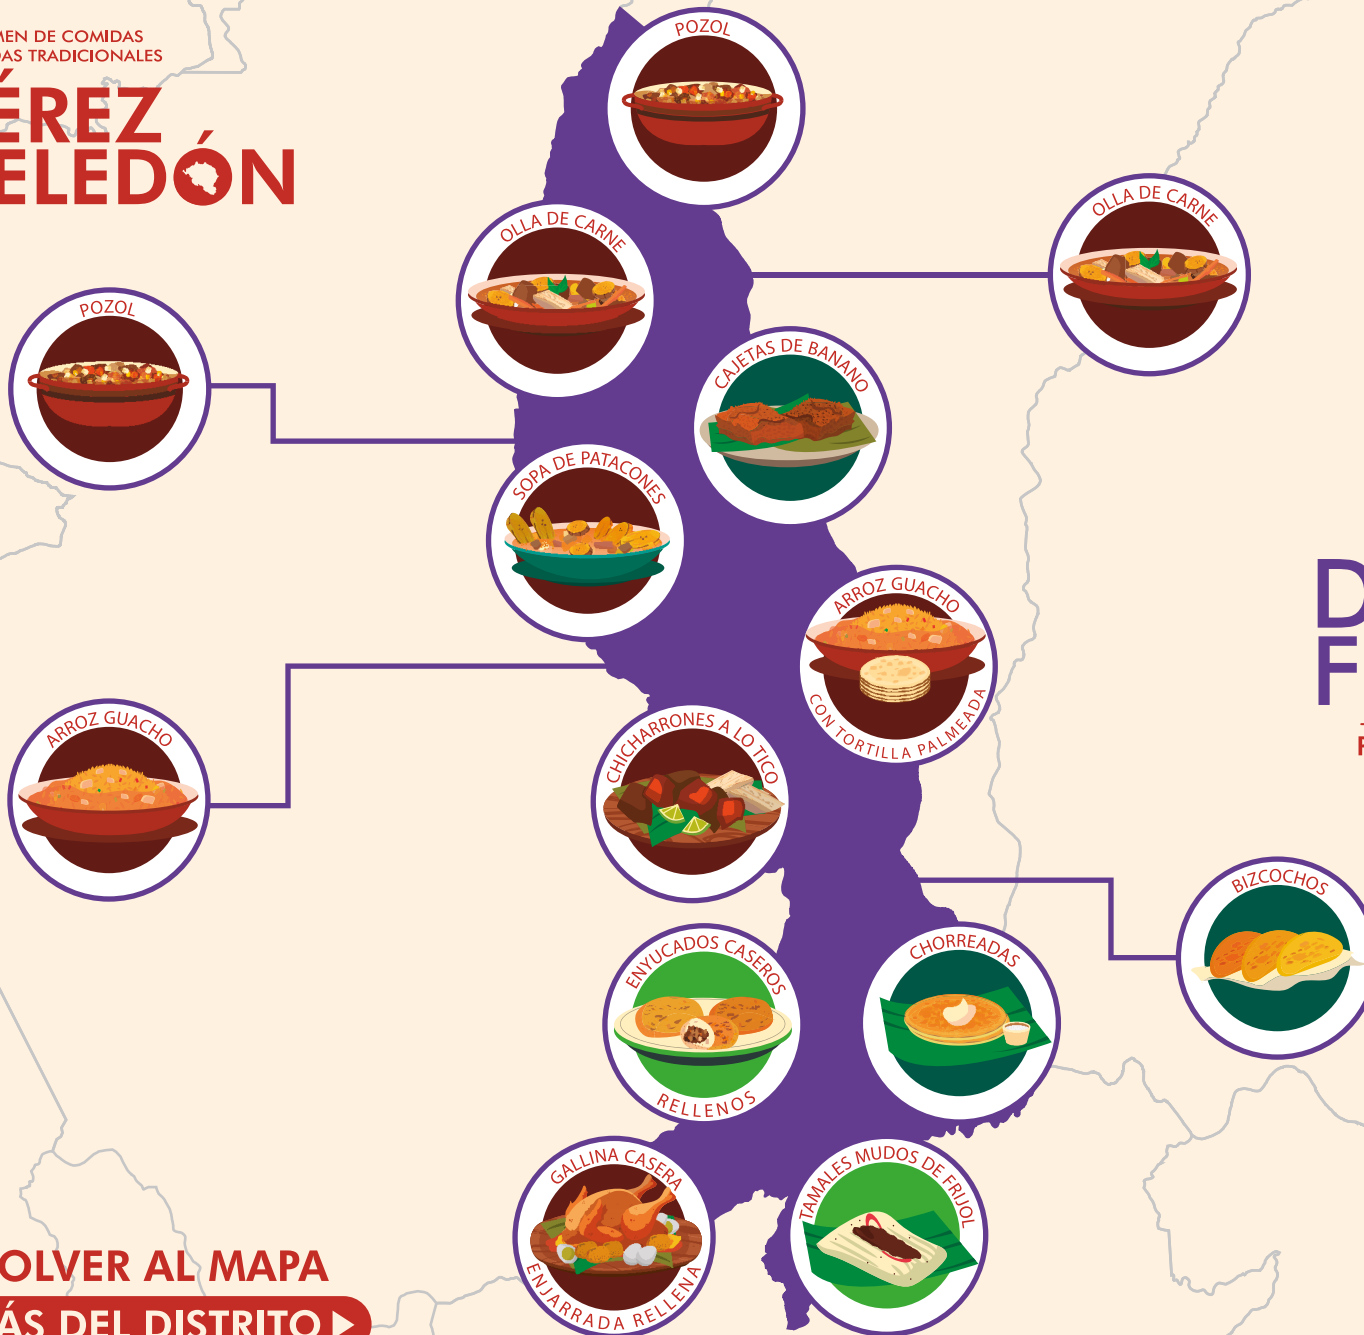 MEN DE COMIDAS
DAS TRADICIONALES
ÉREZ
ELEDÓN
POZOL
OLLA DE CARNE
OLLA DE CARNE
POZOL
CAJETAS DE BANANO
SOPA DE PATACONES
ARROZ GUACHO
CON TORTILLA PALMEADA
ARROZ GUACHO
CHICHARRONES A LO TICO
BIZCOCHOS
ENYUCADOS CASEROS
RELLENOS
CHORREADAS
GALLINA CASERA
ENJARRADA RELLENA
TAMALES MUDOS DE FRIJOL
D
F
OLVER AL MAPA
ÁS DEL DISTRITO